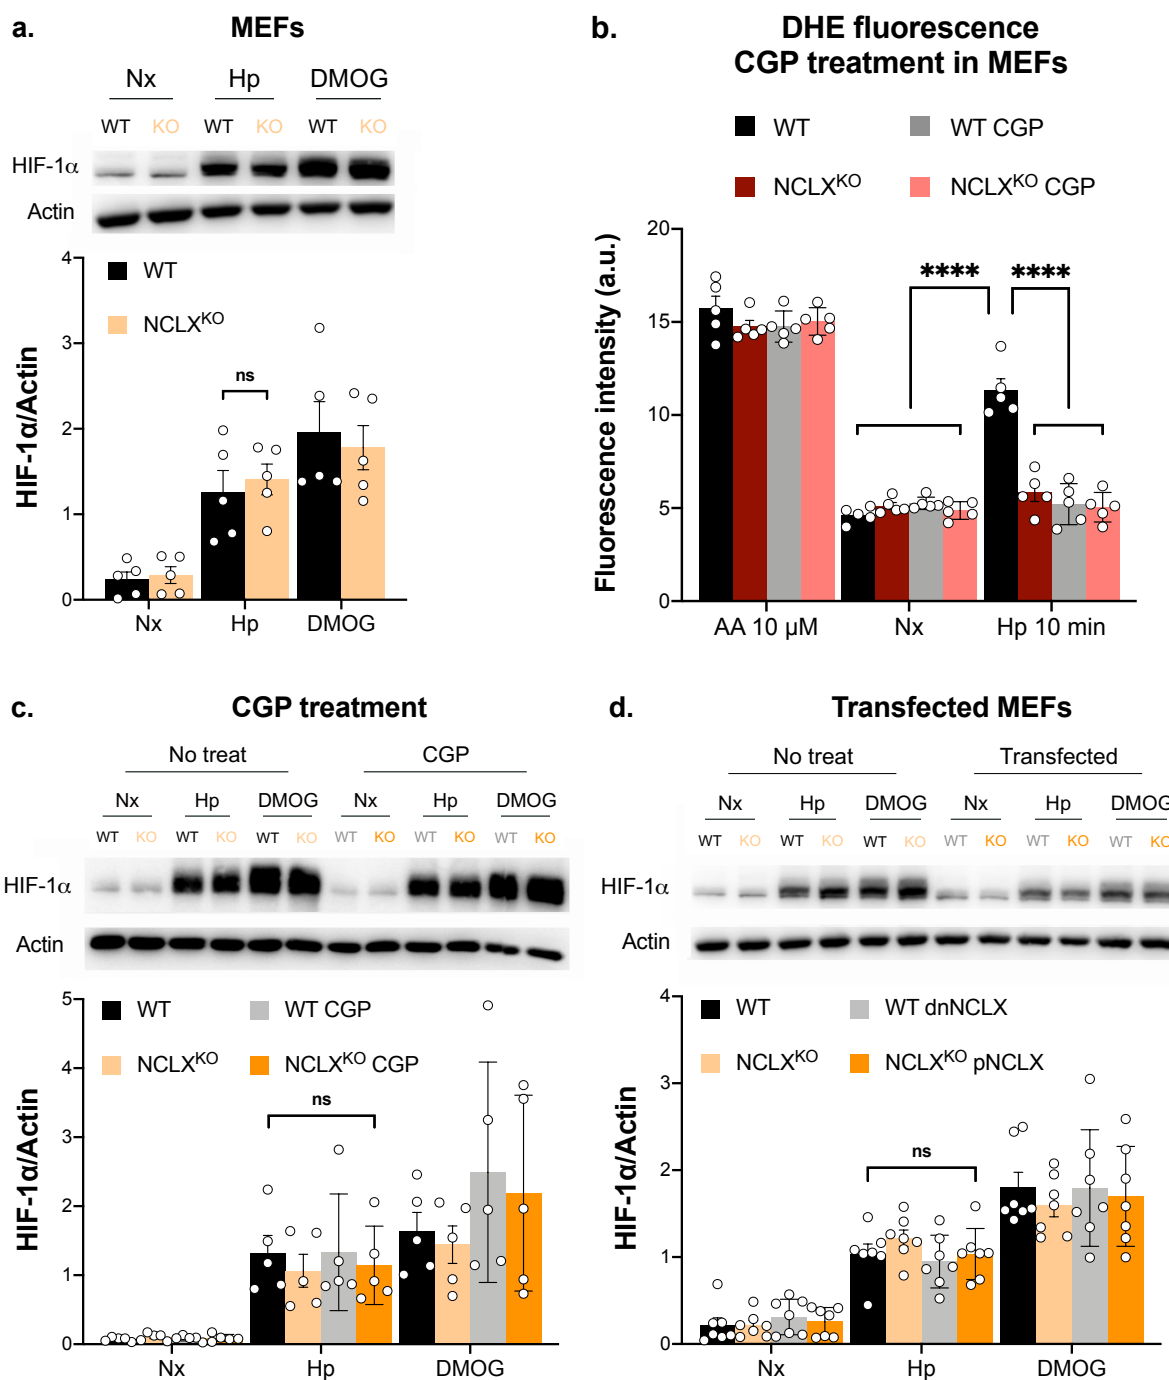 a.
MEFs
Nx Hp DMOG
WT KO WT KO WT KO
HIF-1α
Actin
WT
NCLXKO
HIF-1α/Actin
4
3
2
1
0
ns
Nx Hp DMOG
b.
DHE fluorescence
CGP treatment in MEFs
WT WT CGP
NCLXKO NCLXKO CGP
Fluorescence intensity (a.u.)
20
15
10
5
0
**** ****
AA 10 μM Nx Hp 10 min
c.
CGP treatment
No treat CGP
Nx Hp DMOG Nx Hp DMOG
WT KO WT KO WT KO WT KO WT KO WT KO
HIF-1α
Actin
WT WT CGP
NCLXKO NCLXKO CGP
HIF-1α/Actin
5
4
3
2
1
0
ns
Nx Hp DMOG
d.
Transfected MEFs
No treat Transfected
Nx Hp DMOG Nx Hp DMOG
WT KO WT KO WT KO WT KO WT KO WT KO
HIF-1α
Actin
WT WT dnNCLX
NCLXKO NCLXKO pNCLX
HIF-1α/Actin
4
3
2
1
0
ns
Nx Hp DMOG